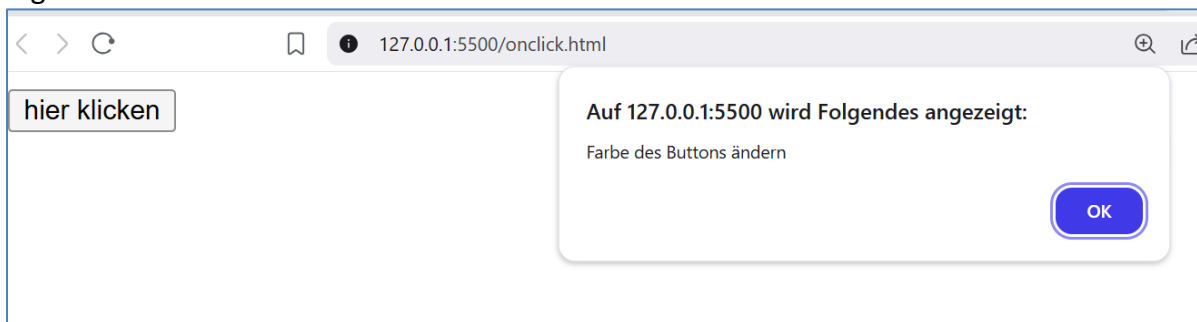 127.0.0.1:5500/onclick.html
hier klicken
Auf 127.0.0.1:5500 wird Folgendes angezeigt:
Farbe des Buttons ändern
OK